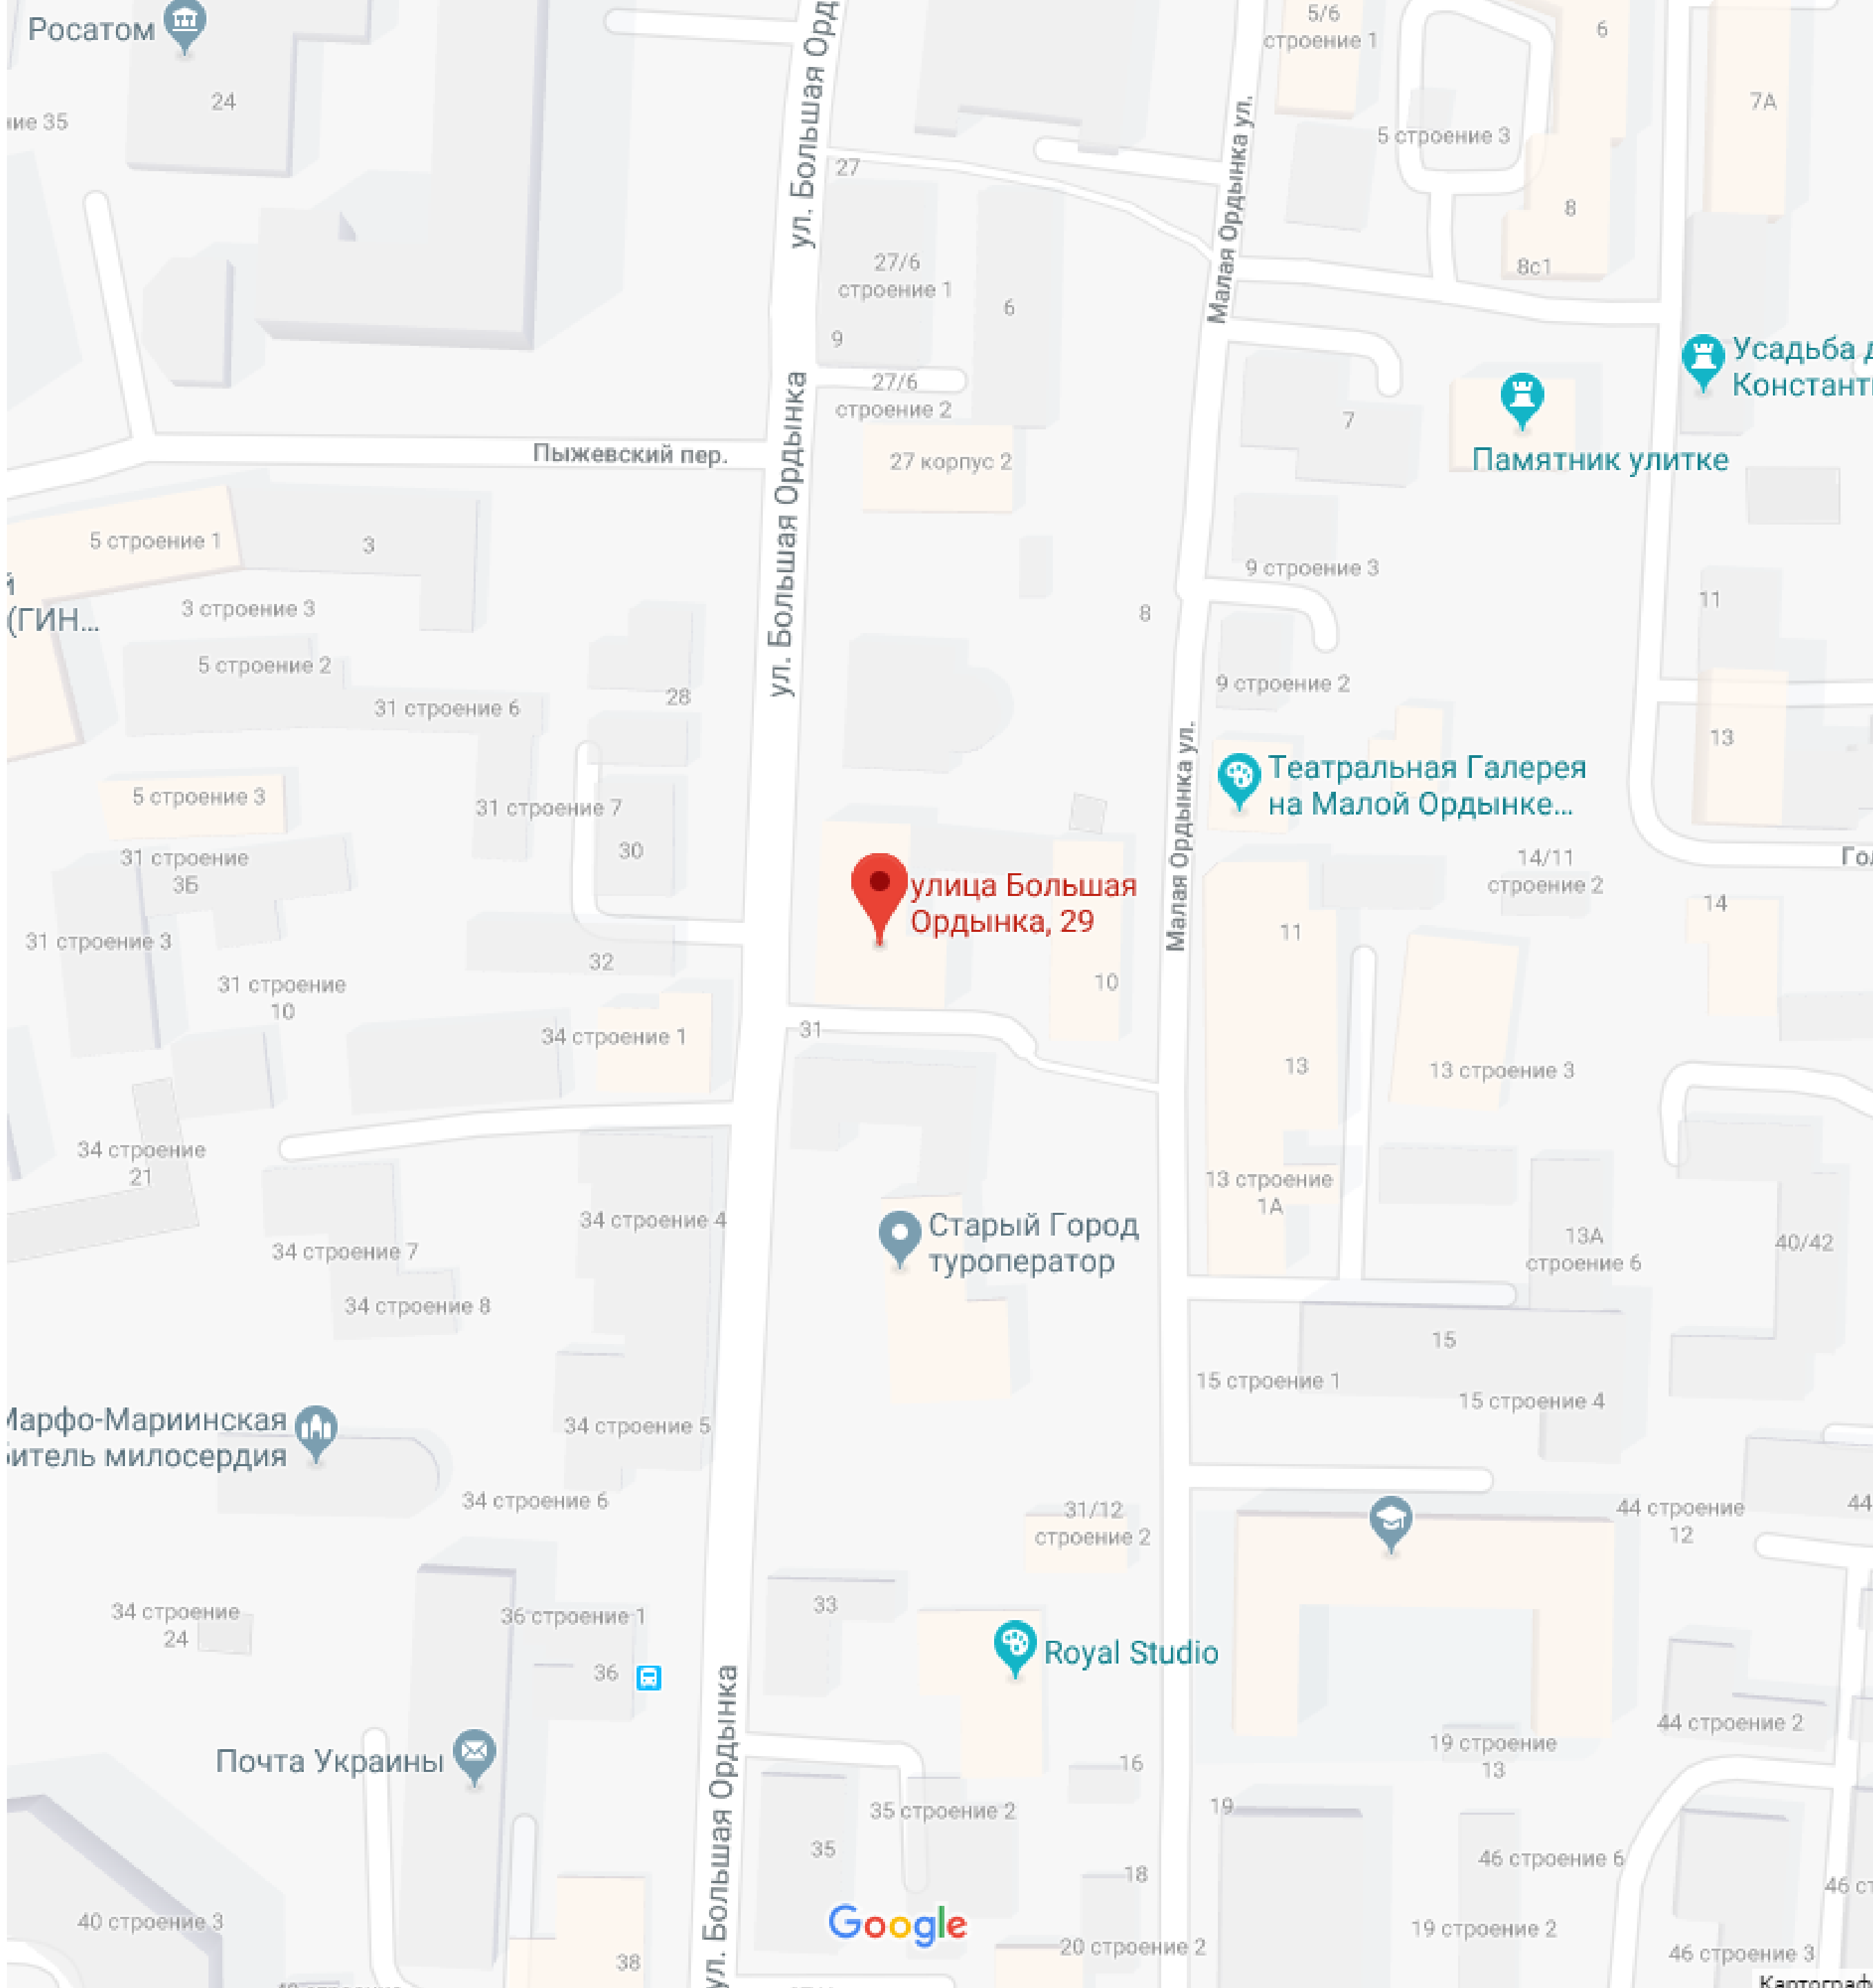 Росатом
24
ние 35
ул. Большая Орд
5/6
строение 1
6
7А
5 строение 3
8
8с1
27
Малая Ордынка ул.
27/6
строение 1
6
9
27/6
строение 2
Усадьба д
Констант
7
Памятник улитке
Пыжевский пер.
ул. Большая Ордынка
27 корпус 2
5 строение 1
3
й
(ГИН...
3 строение 3
5 строение 2
31 строение 6
28
8
9 строение 3
9 строение 2
11
13
Малая Ордынка ул.
Театральная Галерея
на Малой Ордынке...
5 строение 3
31 строение 7
30
31 строение
3Б
31 строение 3
32
31 строение
10
34 строение 1
улица Большая
Ордынка, 29
10
31
11
14/11
строение 2
14
Гол
13
13 строение 3
34 строение
21
34 строение 4
34 строение 7
34 строение 8
34 строение 5
34 строение 6
Старый Город
туроператор
13 строение
1А
13А
строение 6
40/42
15
15 строение 1
15 строение 4
Марфо-Мариинская
битель милосердия
31/12
строение 2
44 строение
12
44
34 строение
24
36 строение 1
36
33
Royal Studio
Почта Украины
ул. Большая Ордынка
16
35 строение 2
35
18
19 строение
13
44 строение 2
19
46 строение 6
46 ст
40 строение 3
38
Google
20 строение 2
19 строение 2
46 строение 3
Картограф